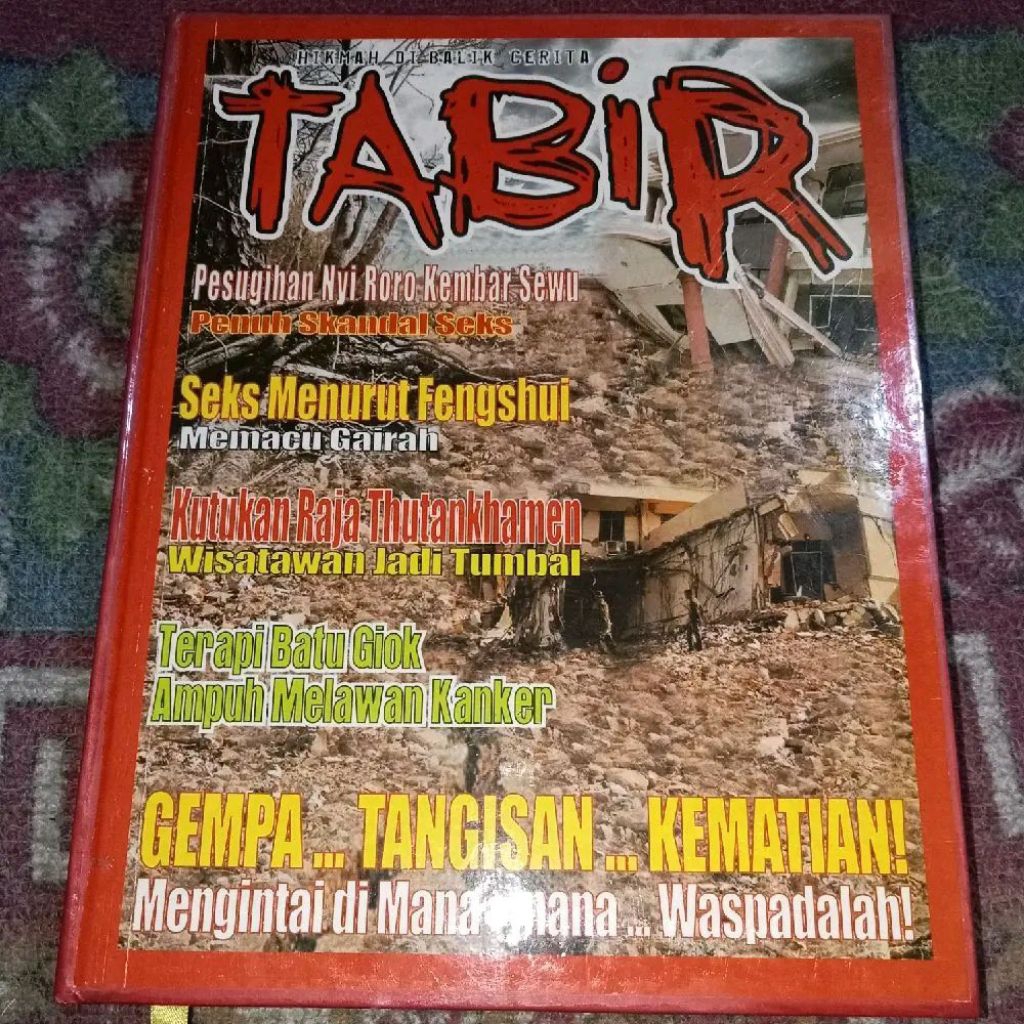 HIKMAH DI BALIK CERITA
TABiR
Pesugihan Nyi Roro Kembar Sewu
Penuh Skandal Seks
Seks Menurut Fengshui
Memacu Gairah
Kutukan Raja Thutankhamen
Wisatawan Jadi Tumbal
Terapi Batu Giok
Ampuh Melawan Kanker
GEMPA ... TANGISAN ... KEMATIAN!
Mengintai di Mana-mana ... Waspadalah!